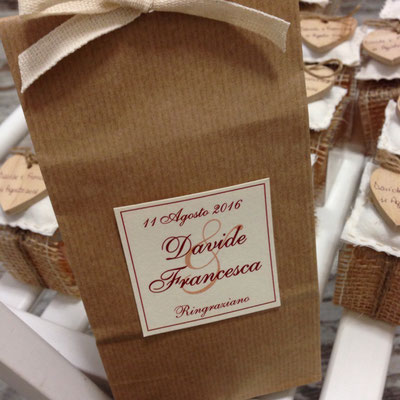 11 Agosto 2016
Davide
&
Francesca
Ringraziano